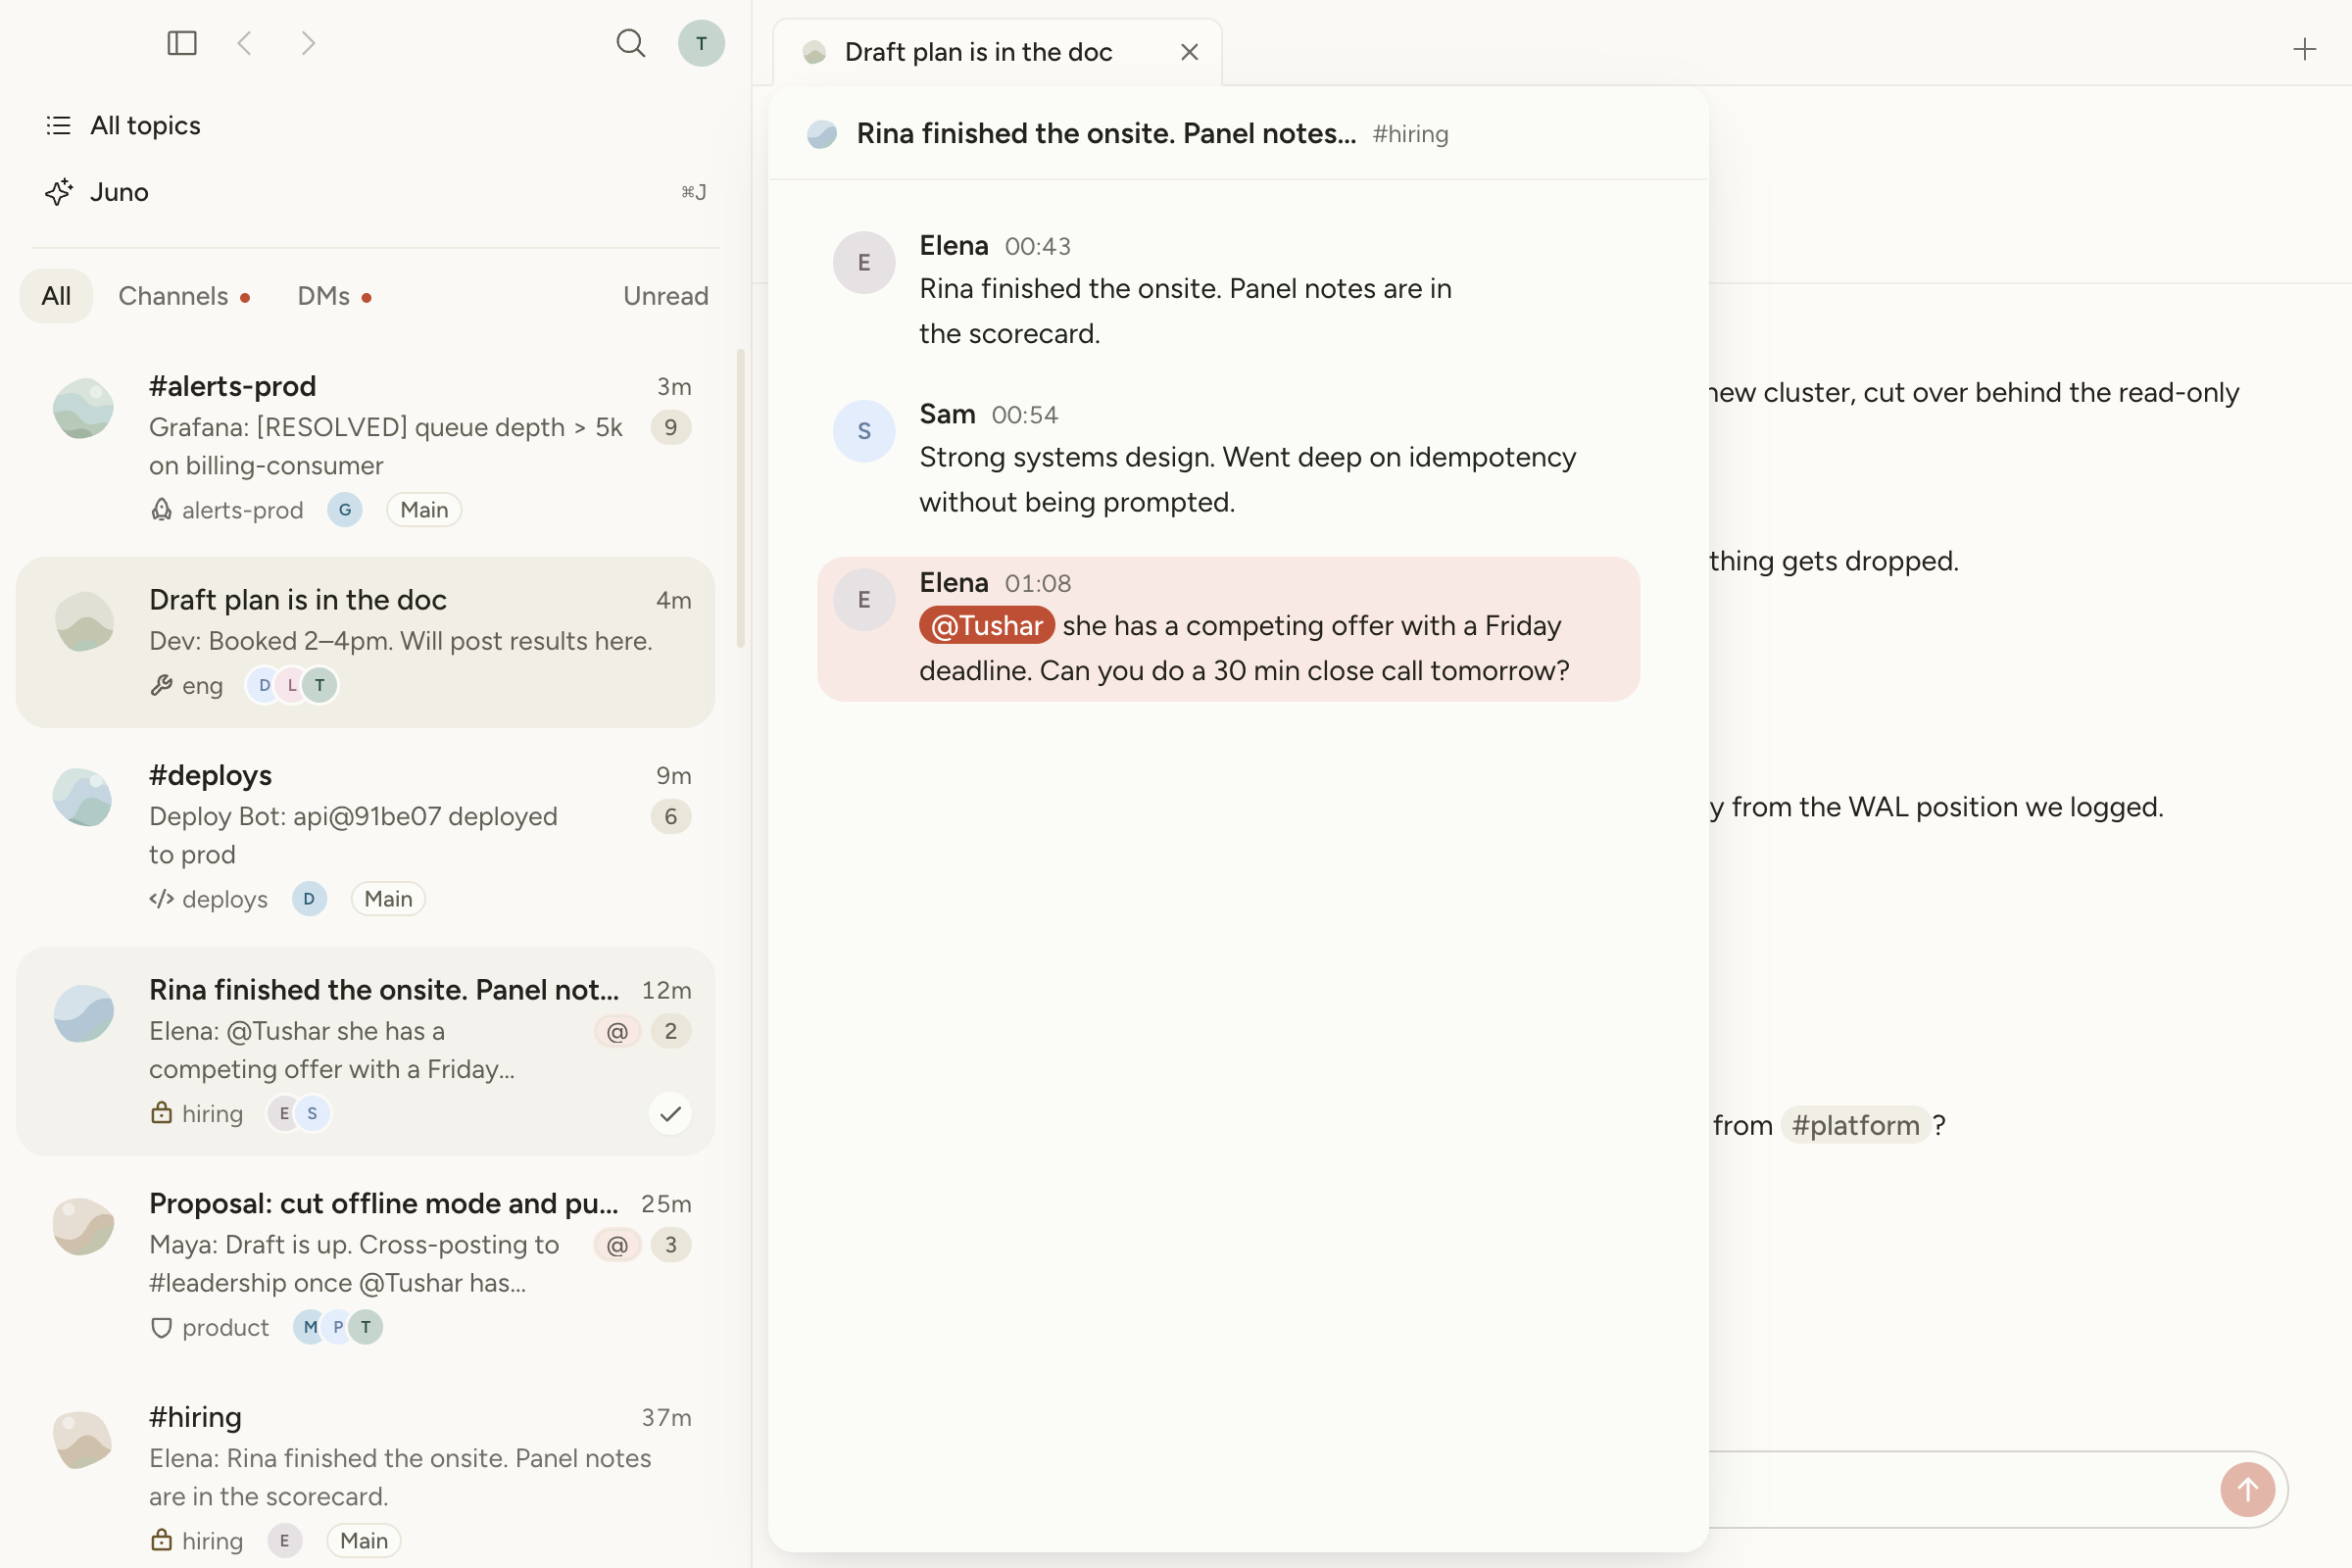 T
All topics
Juno ⌘J
All Channels DMs Unread
#alerts-prod 3m
Grafana: [RESOLVED] queue depth > 5k 9
on billing-consumer
alerts-prod G Main
Draft plan is in the doc 4m
Dev: Booked 2–4pm. Will post results here.
eng D L T
#deploys 9m
Deploy Bot: api@91be07 deployed 6
to prod
deploys D Main
Rina finished the onsite. Panel not... 12m
Elena: @Tushar she has a @ 2
competing offer with a Friday...
hiring E S
Proposal: cut offline mode and pu... 25m
Maya: Draft is up. Cross-posting to @ 3
#leadership once @Tushar has...
product M P T
#hiring 37m
Elena: Rina finished the onsite. Panel notes
are in the scorecard.
hiring E Main
Draft plan is in the doc
Rina finished the onsite. Panel notes... #hiring
E Elena 00:43
Rina finished the onsite. Panel notes are in
the scorecard.
S Sam 00:54
Strong systems design. Went deep on idempotency
without being prompted.
E Elena 01:08
@Tushar she has a competing offer with a Friday
deadline. Can you do a 30 min close call tomorrow?
new cluster, cut over behind the read-only
thing gets dropped.
y from the WAL position we logged.
from #platform?